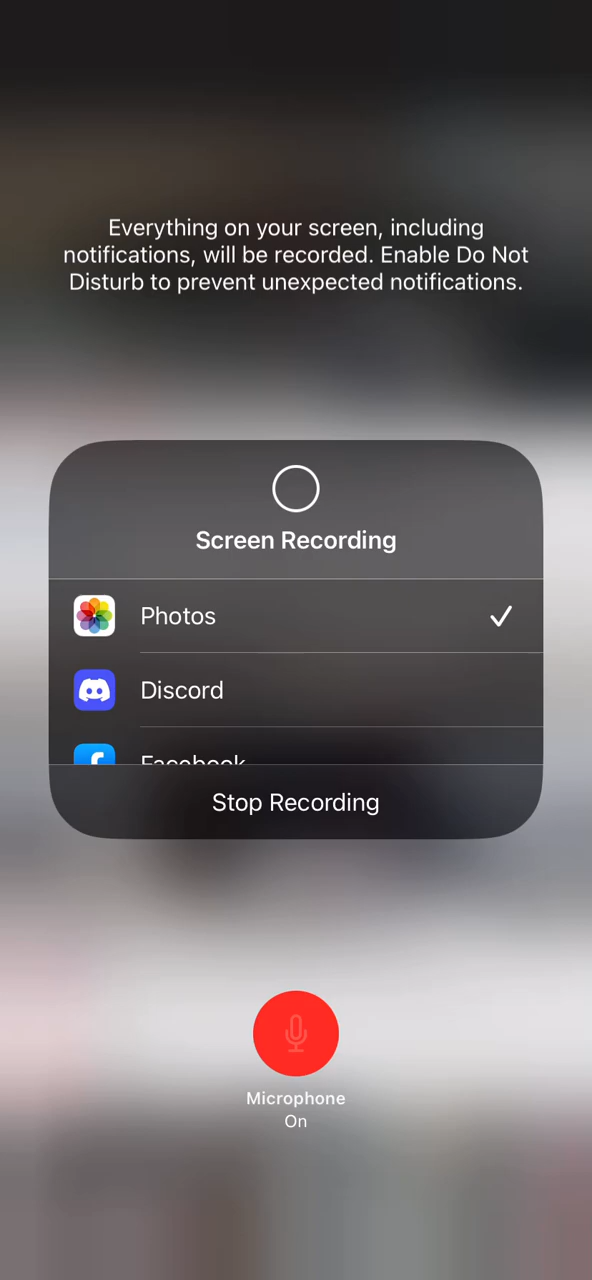 Everything on your screen, including
notifications, will be recorded. Enable Do Not
Disturb to prevent unexpected notifications.
Screen Recording
Photos
Discord
Facebook
Stop Recording
Microphone
On